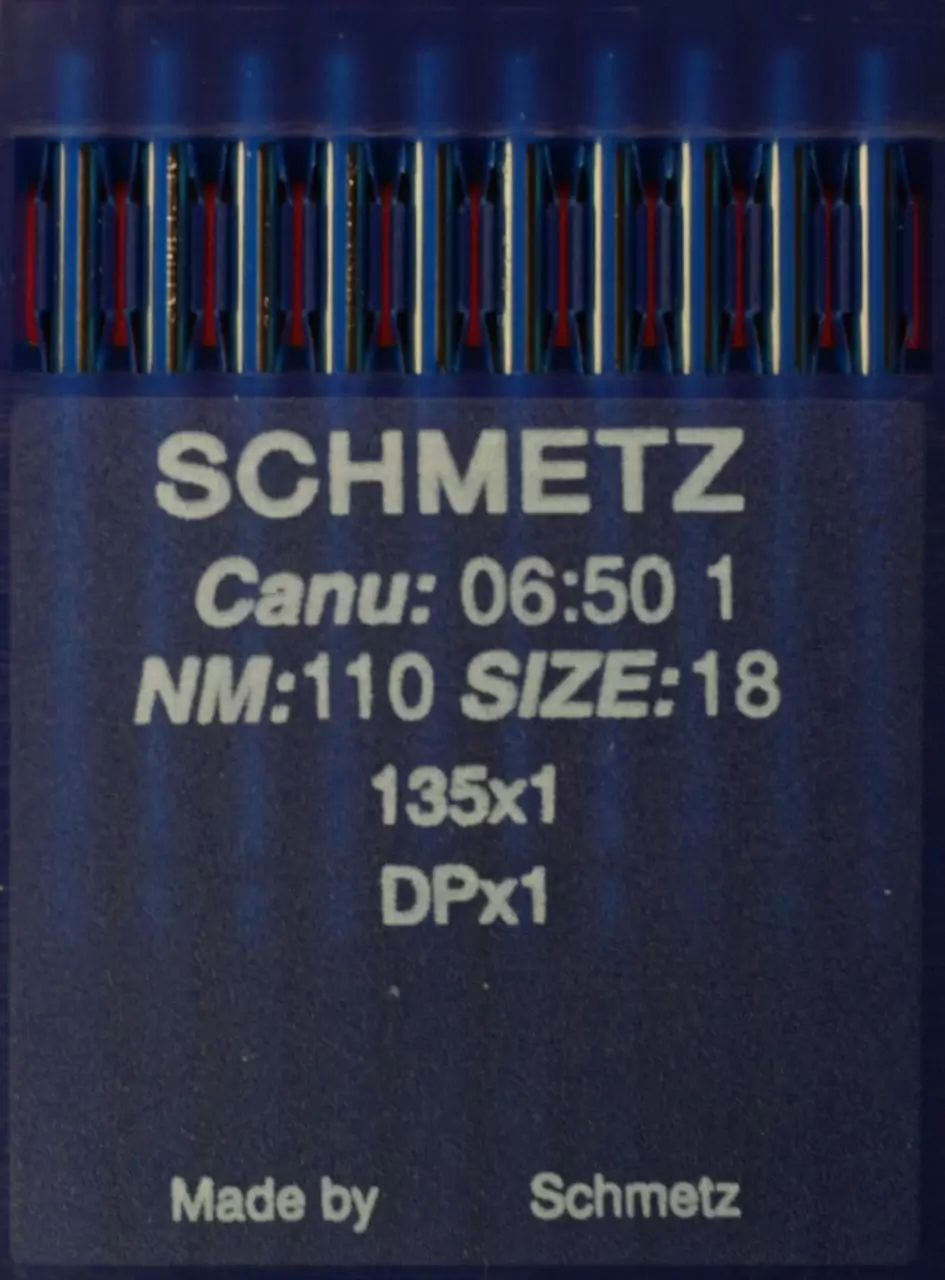 SCHMETZ
Canu: 06:50 1
NM:110 SIZE:18
135x1
DPx1
Made by Schmetz